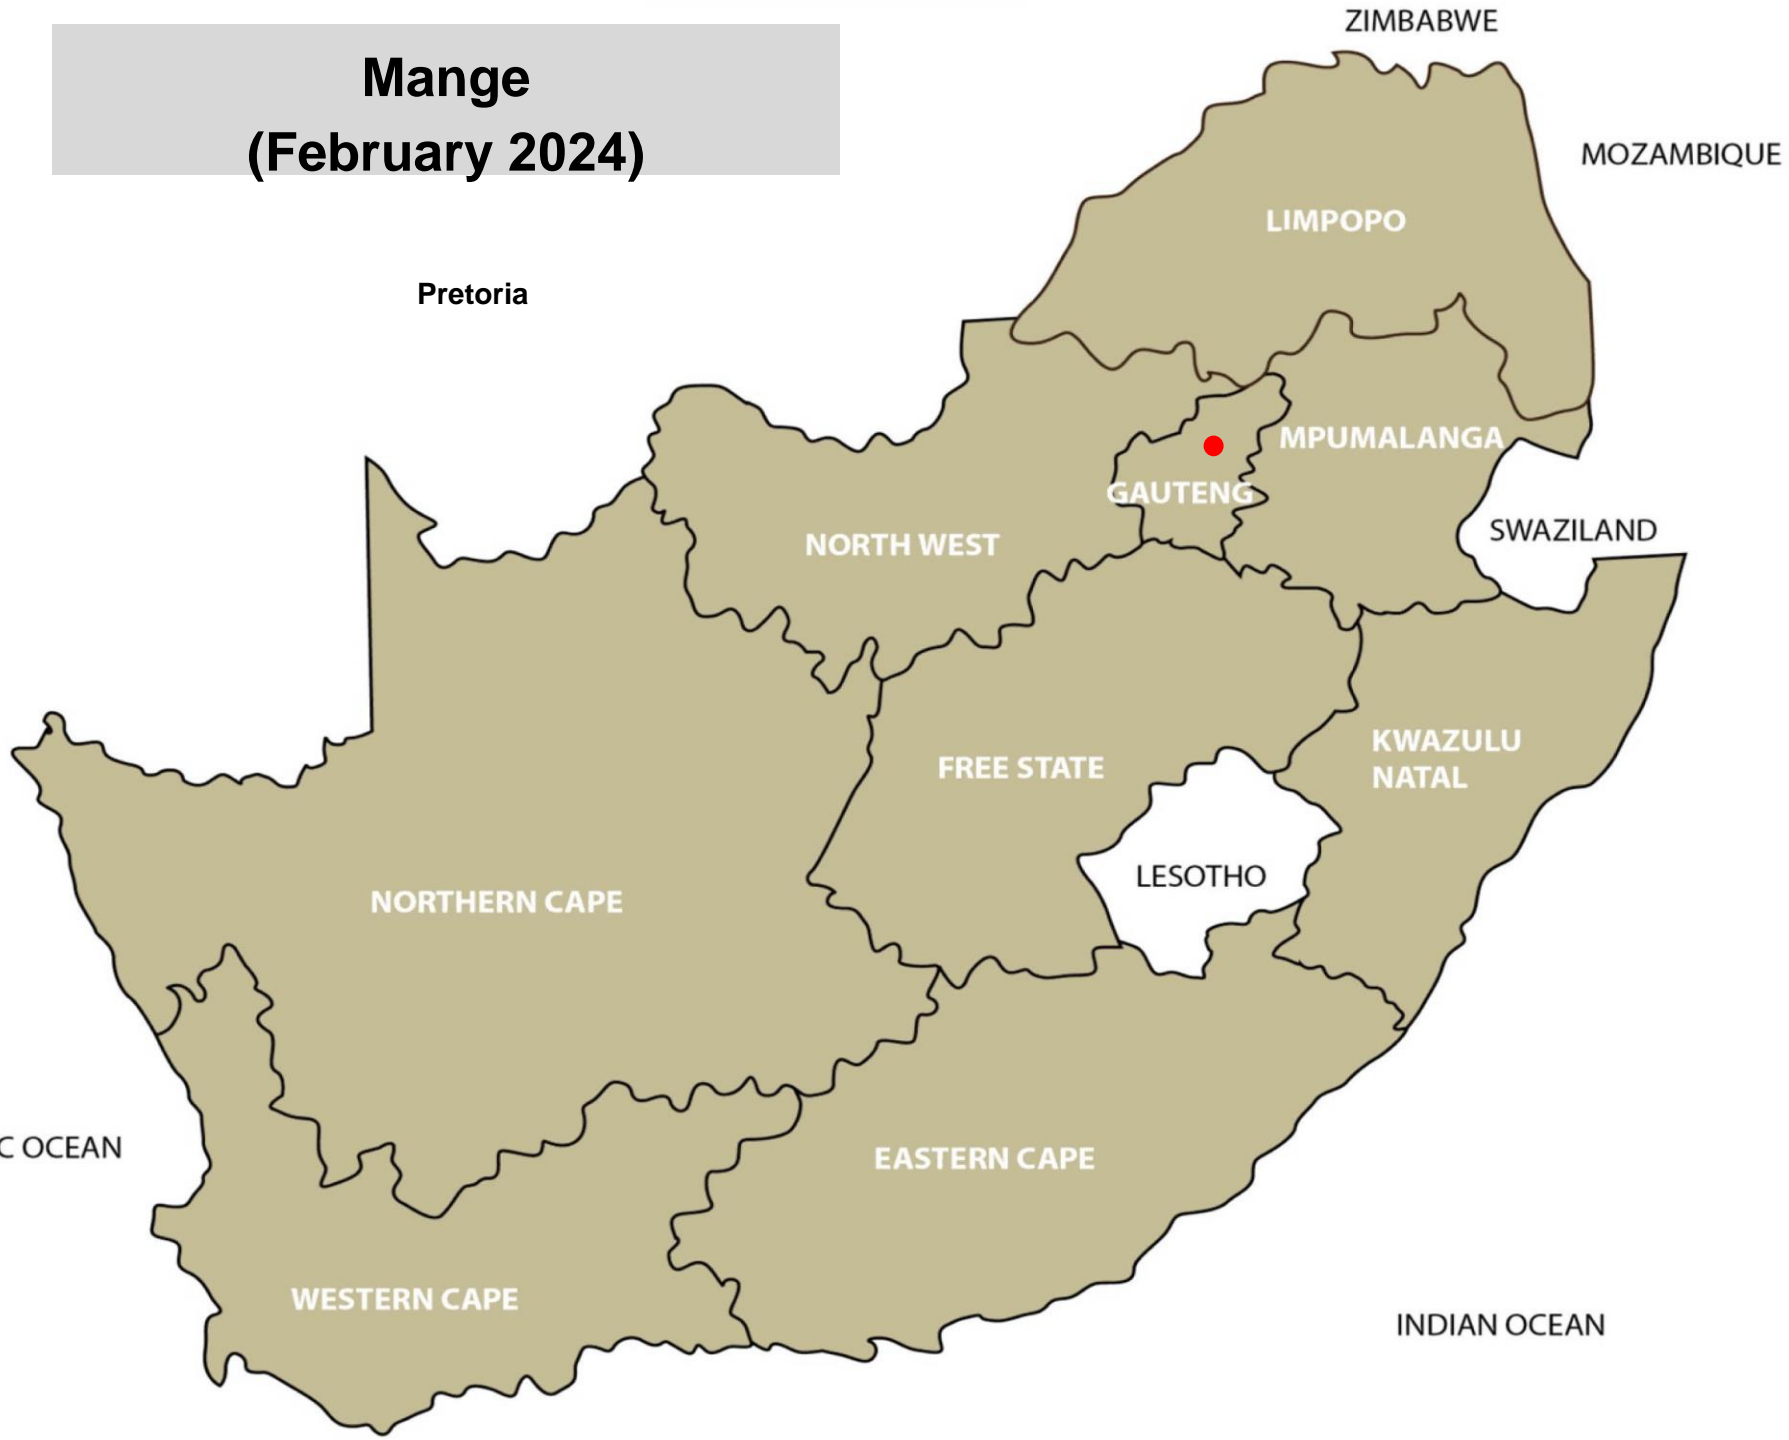 ZIMBABWE
Mange
(February 2024)
MOZAMBIQUE
LIMPOPO
Pretoria
MPUMALANGA
GAUTENG
SWAZILAND
NORTH WEST
KWAZULU
NATAL
FREE STATE
LESOTHO
NORTHERN CAPE
C OCEAN
EASTERN CAPE
WESTERN CAPE
INDIAN OCEAN